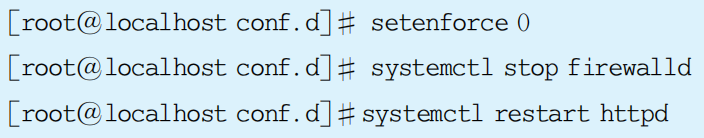 [root@localhost conf.d]# setenforce 0
[root@localhost conf.d]# systemctl stop firewalld
[root@localhost conf.d]#systemctl restart httpd